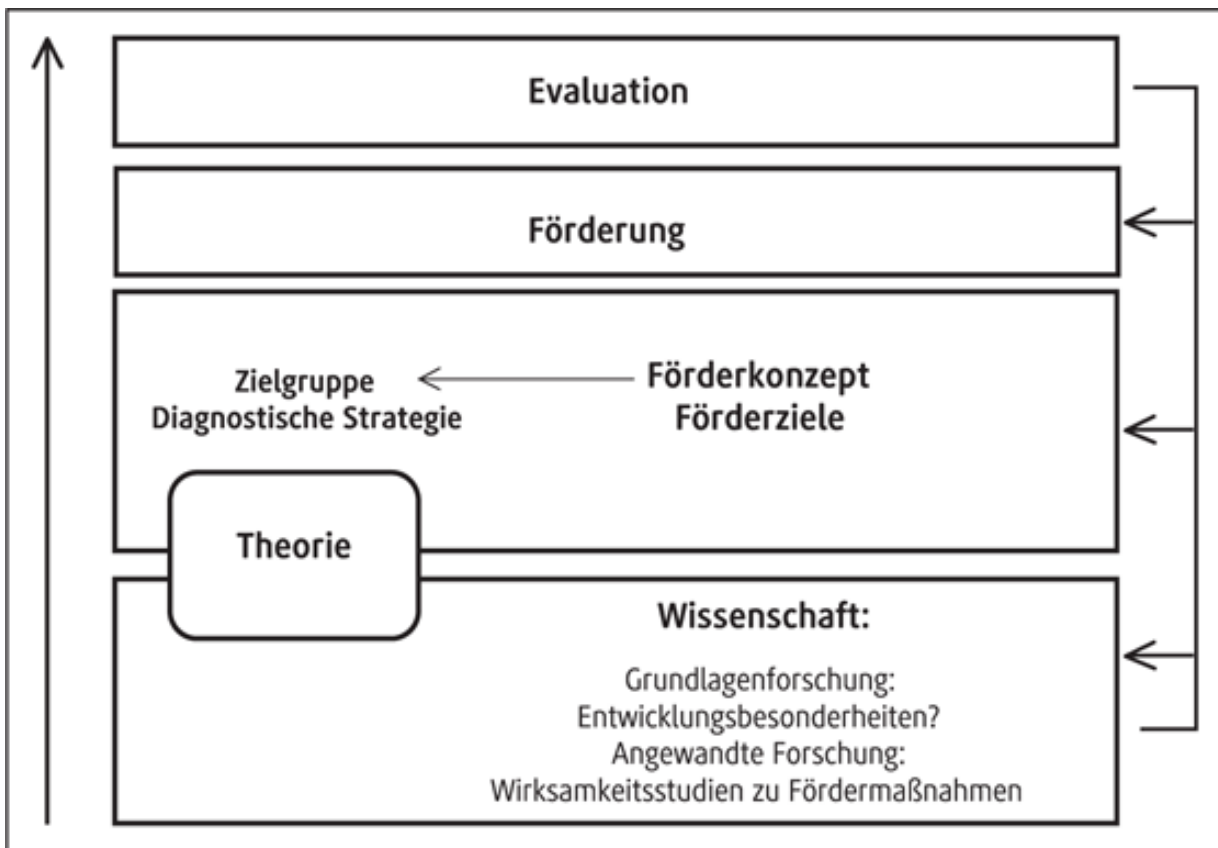 Evaluation
Förderung
Zielgruppe
Diagnostische Strategie
Förderkonzept
Förderziele
Theorie
Wissenschaft:
Grundlagenforschung:
Entwicklungsbesonderheiten?
Angewandte Forschung:
Wirksamkeitsstudien zu Fördermaßnahmen